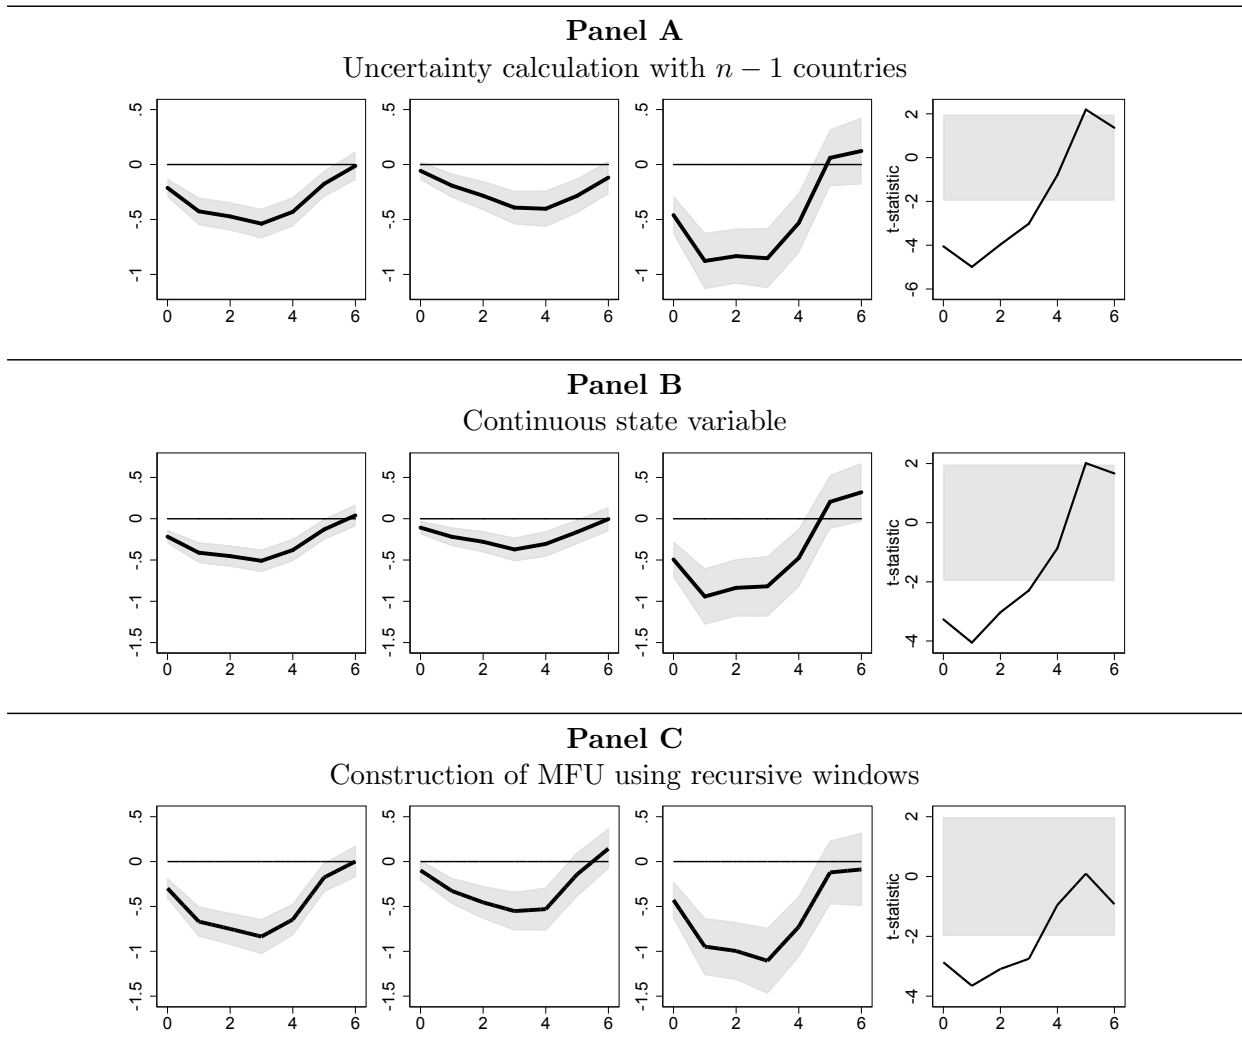 Panel A
Uncertainty calculation with n − 1 countries
.5 0 -.5 -1
0 2 4 6
0 2 4 6
.5 0 -.5 -1
0 2 4 6
t-statistic
2 0 -2 -4 -6
0 2 4 6
.5 0 -.5 -1
Panel B
Continuous state variable
.5 0 -.5 -1 -1.5
0 2 4 6
.5 0 -.5 -1 -1.5
0 2 4 6
.5 0 -.5 -1 -1.5
0 2 4 6
t-statistic
2 0 -2 -4
0 2 4 6
Panel C
Construction of MFU using recursive windows
.5 0 -.5 -1 -1.5
0 2 4 6
.5 0 -.5 -1 -1.5
0 2 4 6
.5 0 -.5 -1 -1.5
0 2 4 6
t-statistic
2 0 -2 -4
0 2 4 6